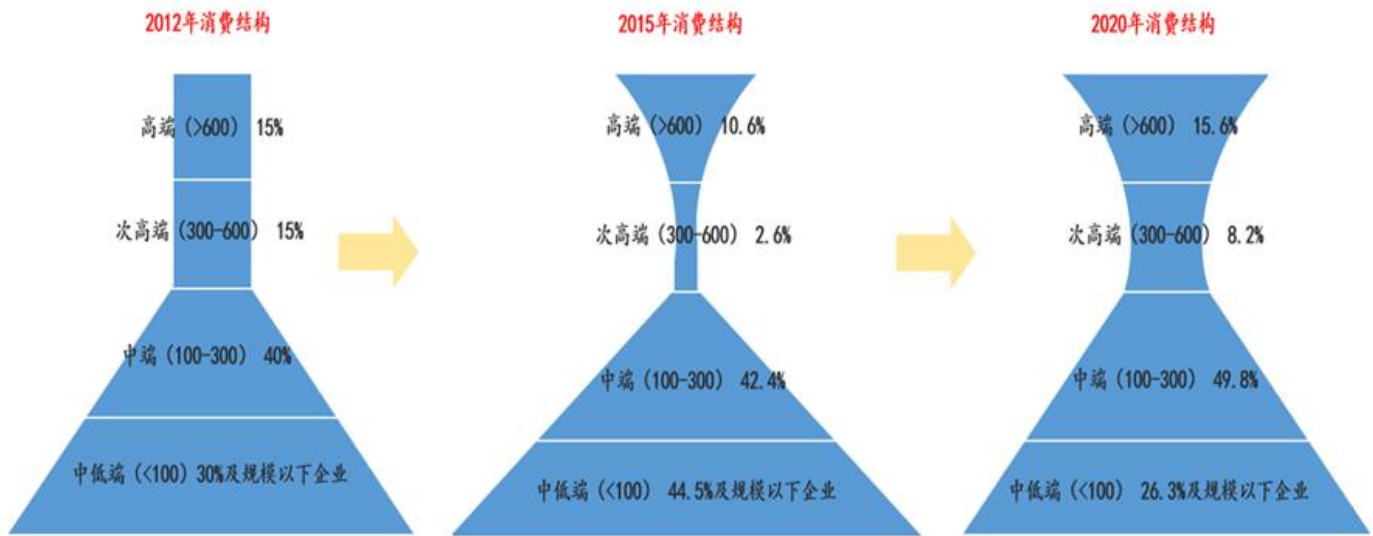 2012年消费结构
高端（>600） 15%
次高端（300-600） 15%
中端（100-300） 40%
中低端（<100）30%及规模以下企业
2015年消费结构
高端（>600） 10.6%
次高端（300-600） 2.6%
中端（100-300） 42.4%
中低端（<100） 44.5%及规模以下企业
2020年消费结构
高端（>600） 15.6%
次高端（300-600） 8.2%
中端（100-300） 49.8%
中低端（<100） 26.3%及规模以下企业